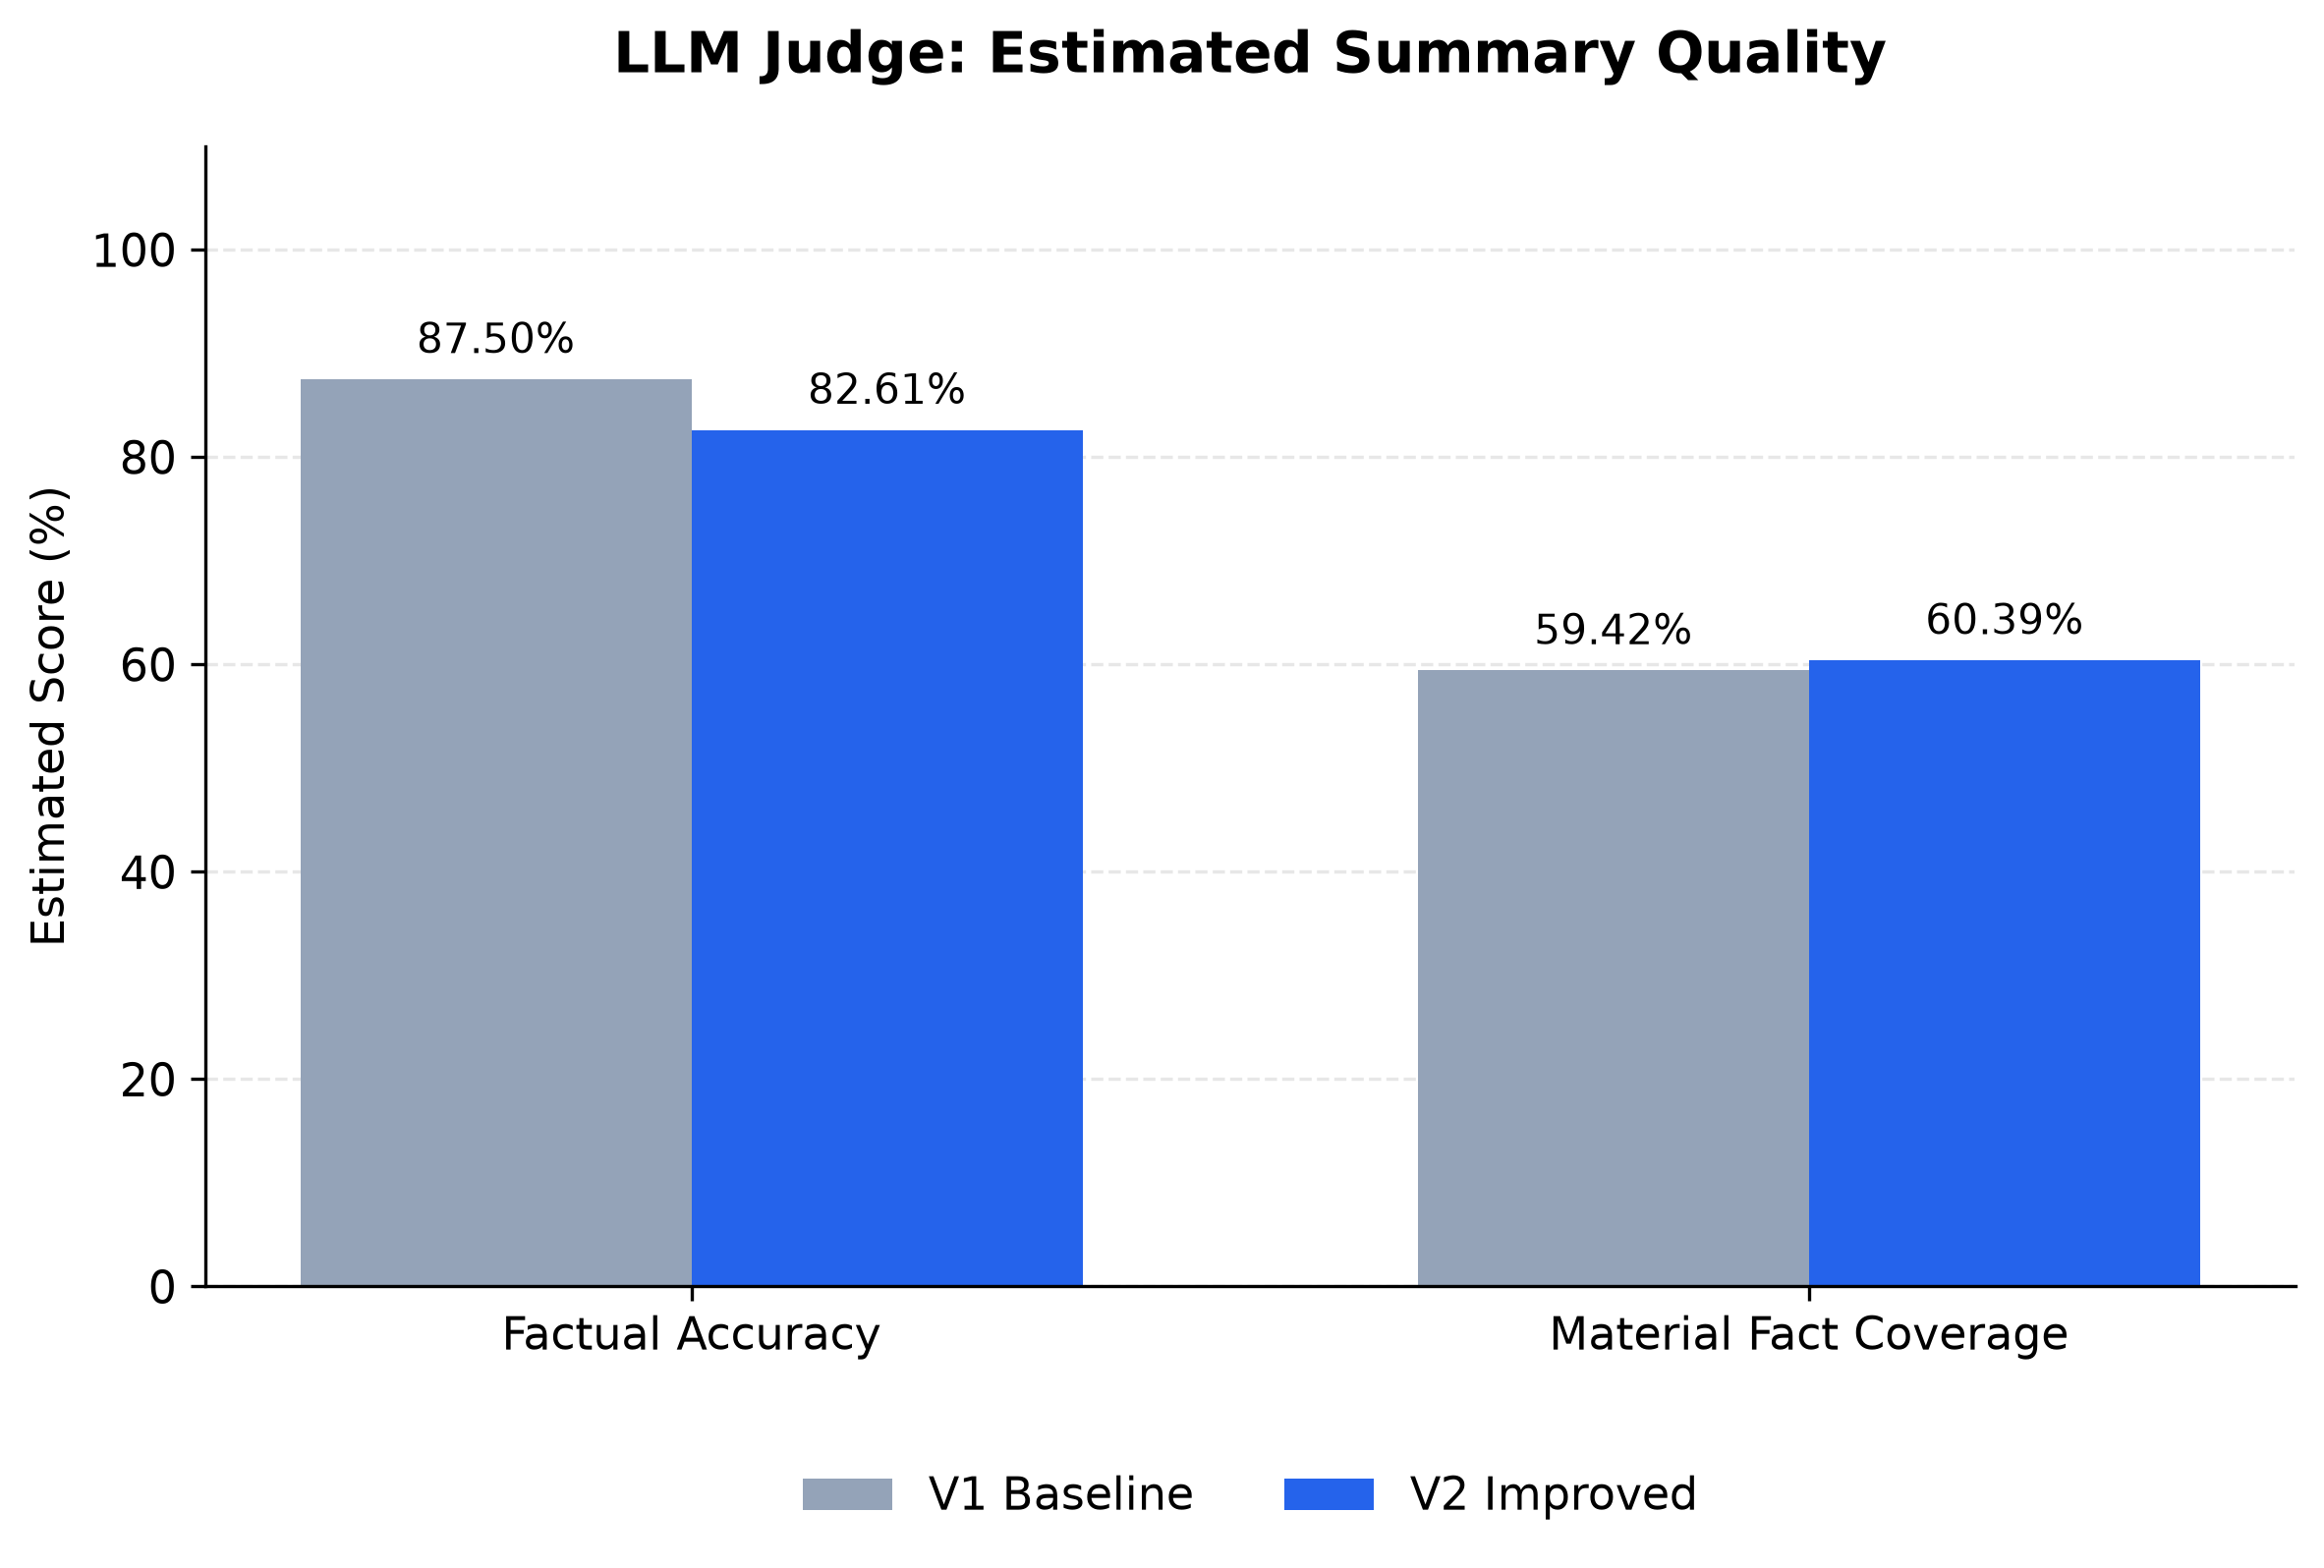 LLM Judge: Estimated Summary Quality
Estimated Score (%)
100
80
60
40
20
0
87.50%
82.61%
59.42%
60.39%
Factual Accuracy
Material Fact Coverage
V1 Baseline
V2 Improved